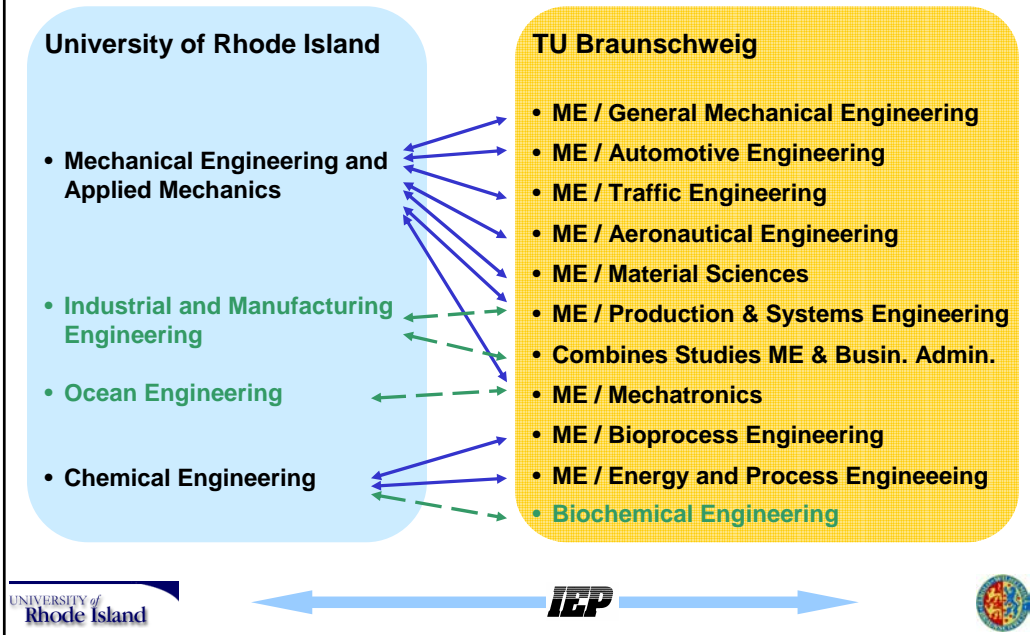 University of Rhode Island
• Mechanical Engineering and
Applied Mechanics
• Industrial and Manufacturing
Engineering
• Ocean Engineering
• Chemical Engineering
TU Braunschweig
• ME / General Mechanical Engineering
• ME / Automotive Engineering
• ME / Traffic Engineering
• ME / Aeronautical Engineering
• ME / Material Sciences
• ME / Production & Systems Engineering
• Combines Studies ME & Busin. Admin.
• ME / Mechatronics
• ME / Bioprocess Engineering
• ME / Energy and Process Engineeeing
• Biochemical Engineering
UNIVERSITY of
Rhode Island
IEP